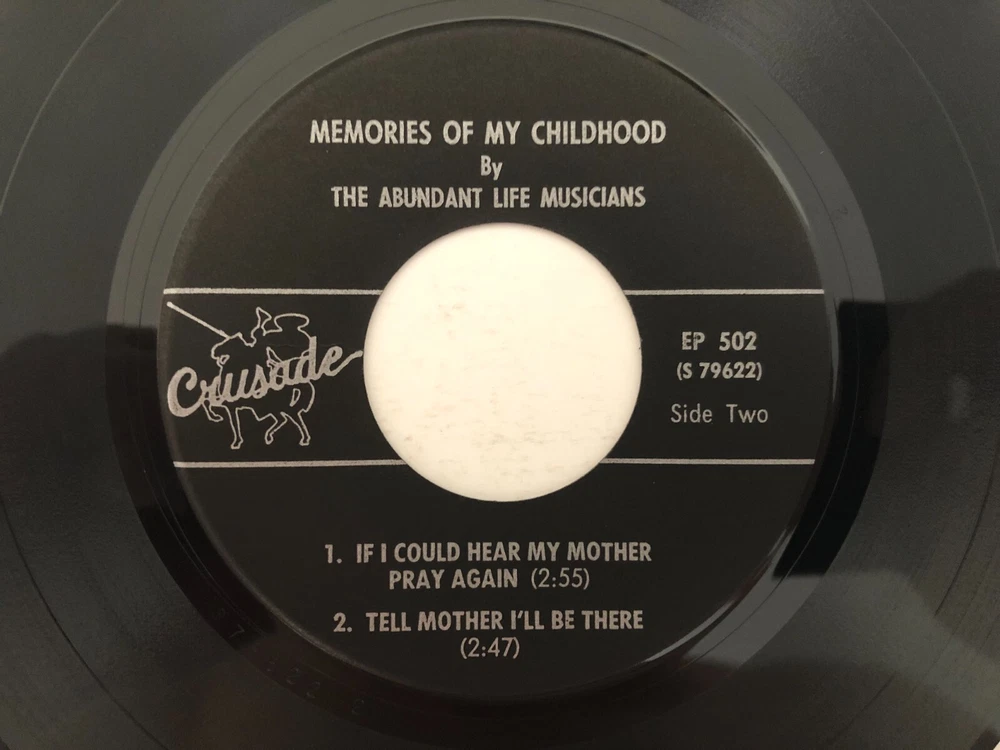 MEMORIES OF MY CHILDHOOD
By
THE ABUNDANT LIFE MUSICIANS
Crusade
EP 502
(S 79622)
Side Two
1. IF I COULD HEAR MY MOTHER
PRAY AGAIN (2:55)
2. TELL MOTHER I'LL BE THERE
(2:47)